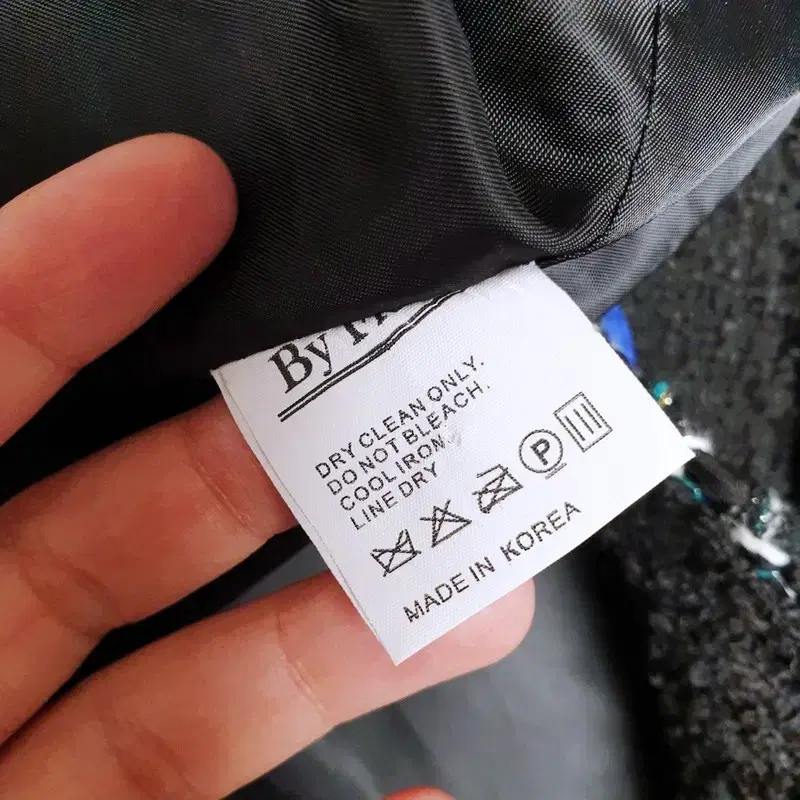 By
DRY CLEAN ONLY.
DO NOT BLEACH.
COOL IRON
LINE DRY
P
MADE IN KOREA